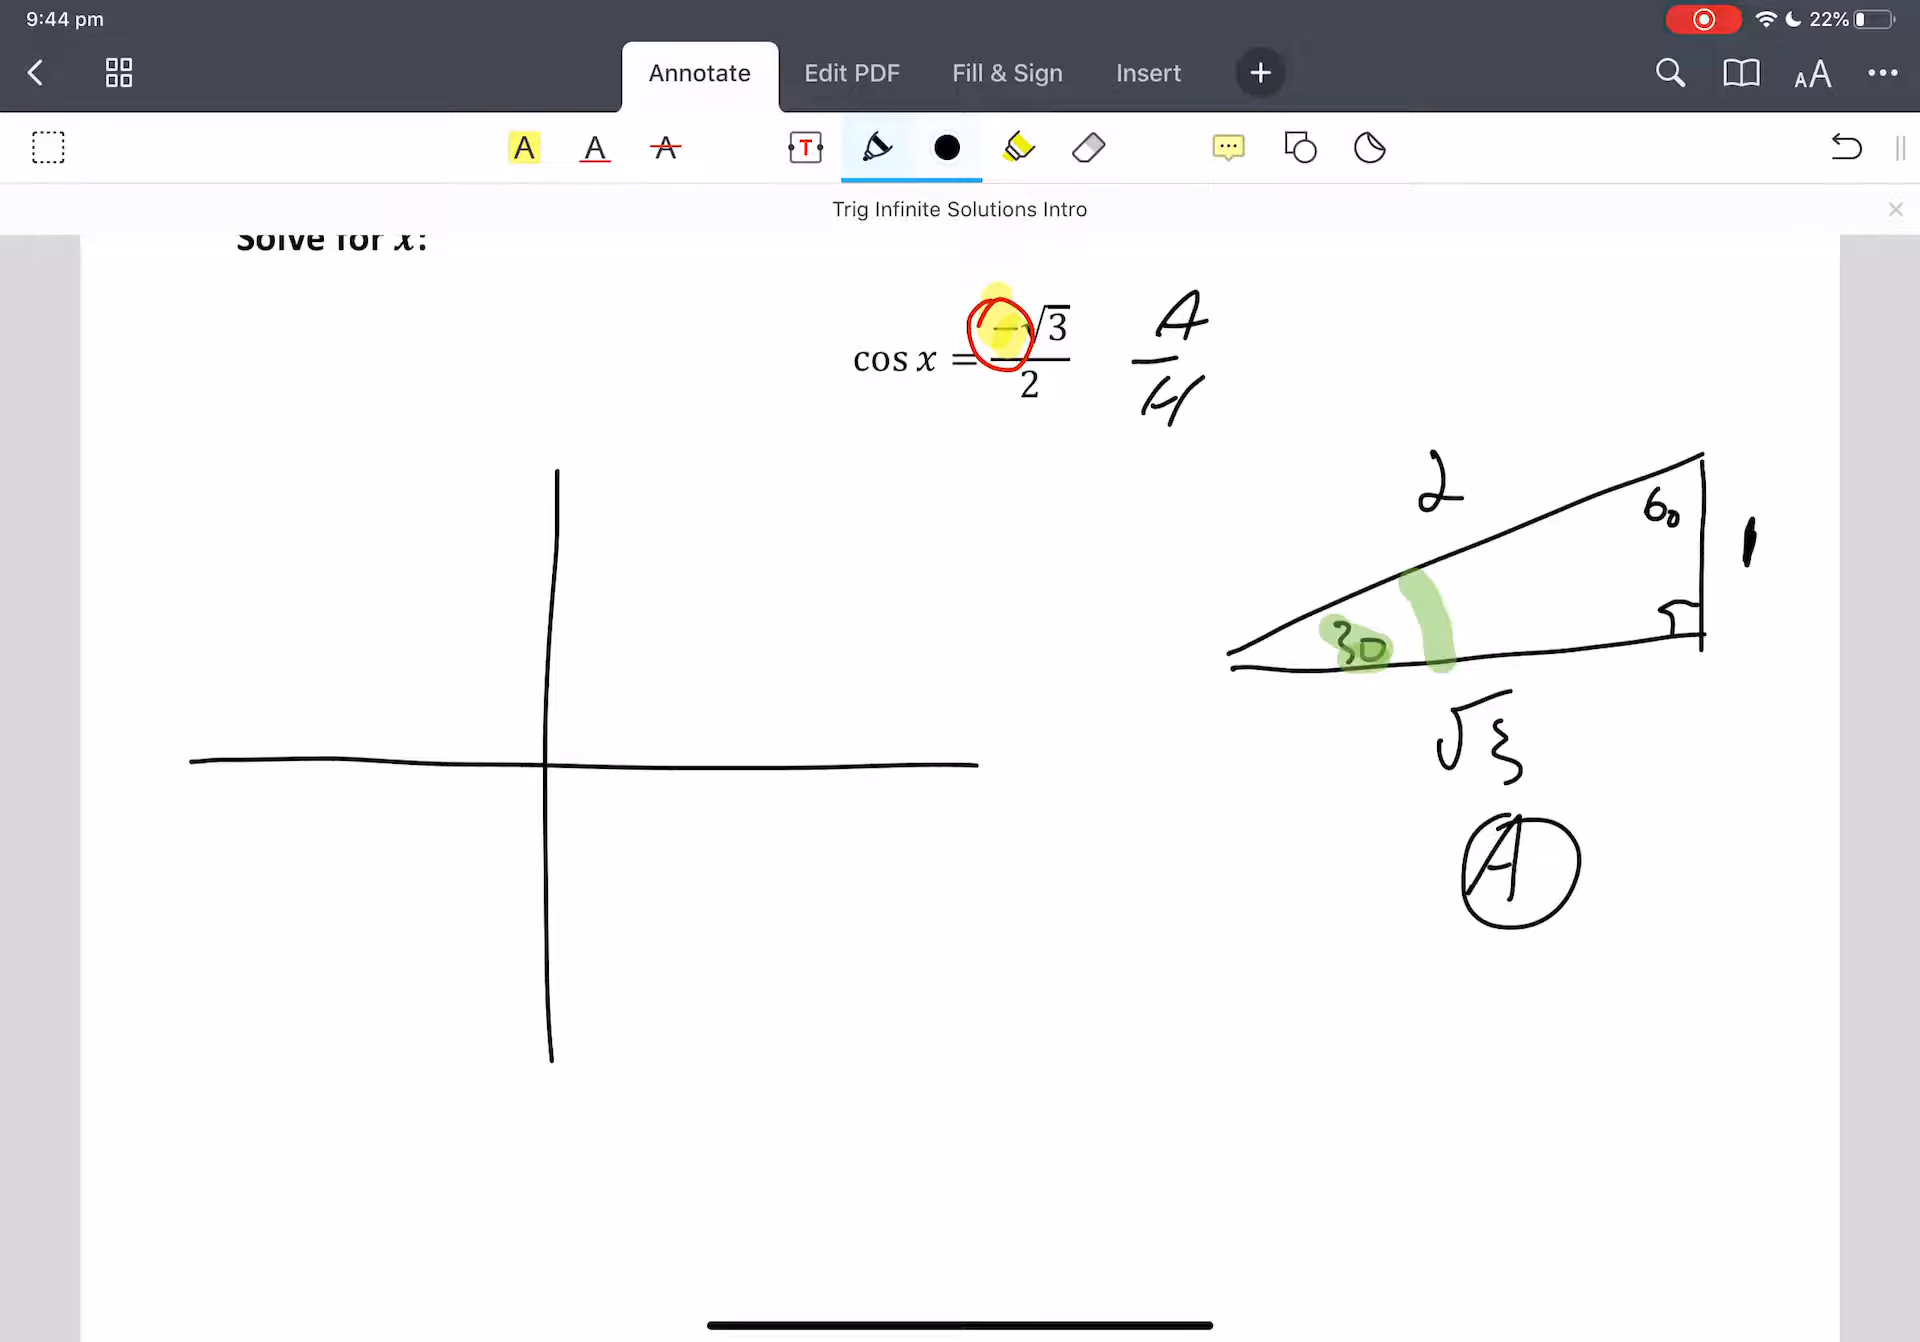 9:44 pm
22%
Annotate Edit PDF Fill & Sign Insert
A A A T
Trig Infinite Solutions Intro
Solve for x:
cos x = -√3/2 A/H
2
60
1
30
√3
A